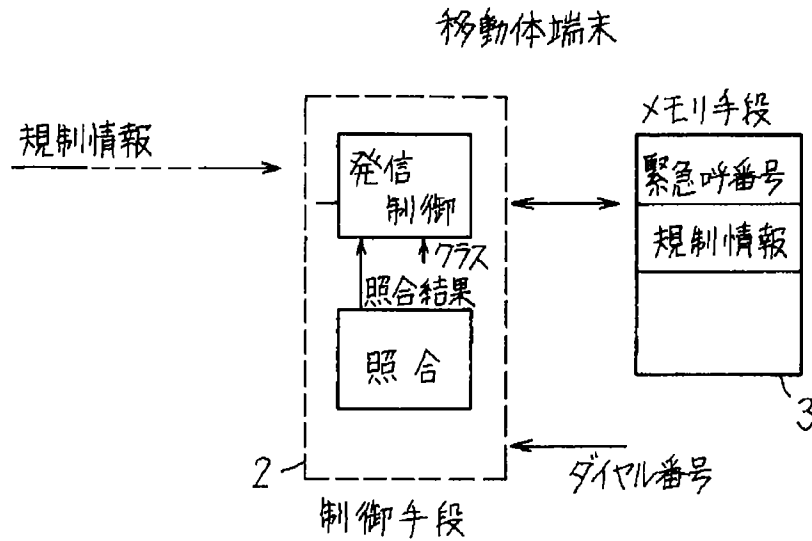 移動体端末
規制情報
メモリ手段
発信
制御
緊急呼番号
規制情報
クラス
照合結果
照合
3
2
ダイヤル番号
制御手段